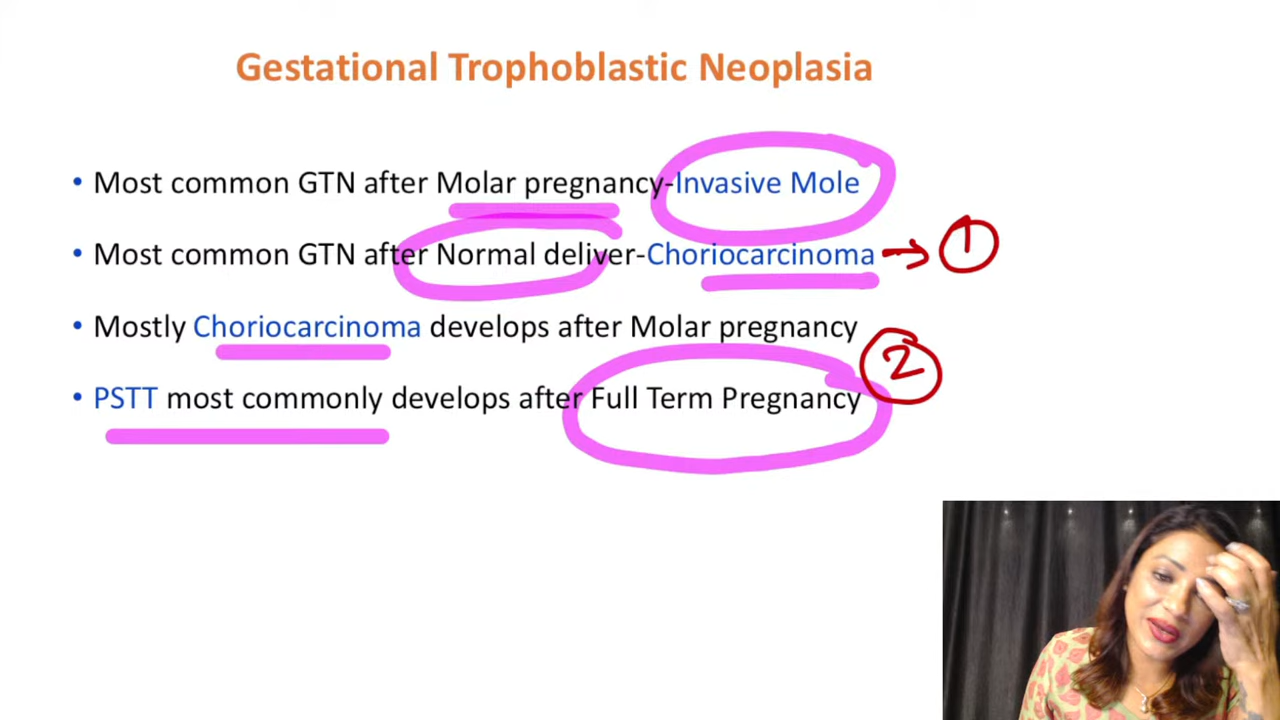 Gestational Trophoblastic Neoplasia
• Most common GTN after Molar pregnancy-Invasive Mole
• Most common GTN after Normal deliver-Choriocarcinoma → 1
• Mostly Choriocarcinoma develops after Molar pregnancy
2
• PSTT most commonly develops after Full Term Pregnancy